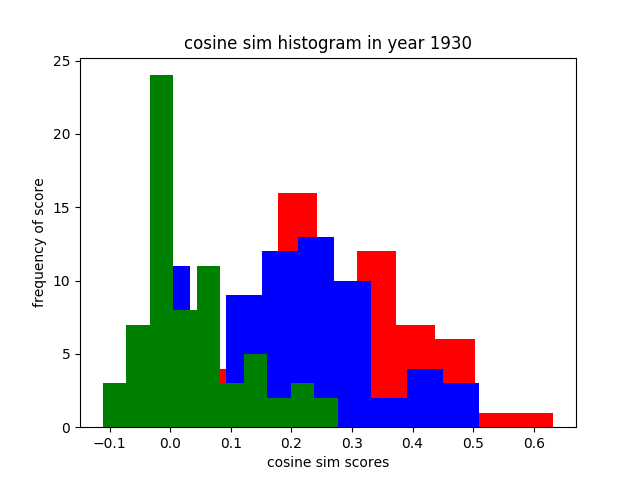 cosine sim histogram in year 1930
25
20
15
10
5
0
frequency of score
−0.1 0.0 0.1 0.2 0.3 0.4 0.5 0.6
cosine sim scores